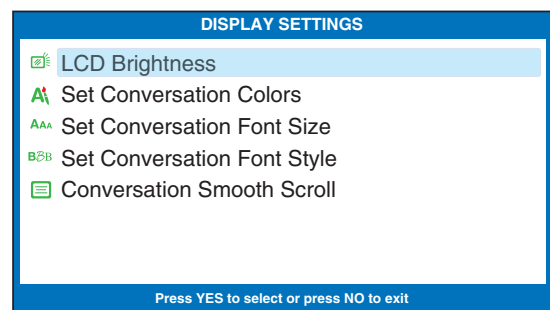 DISPLAY SETTINGS
LCD Brightness
Set Conversation Colors
Set Conversation Font Size
Set Conversation Font Style
Conversation Smooth Scroll
Press YES to select or press NO to exit